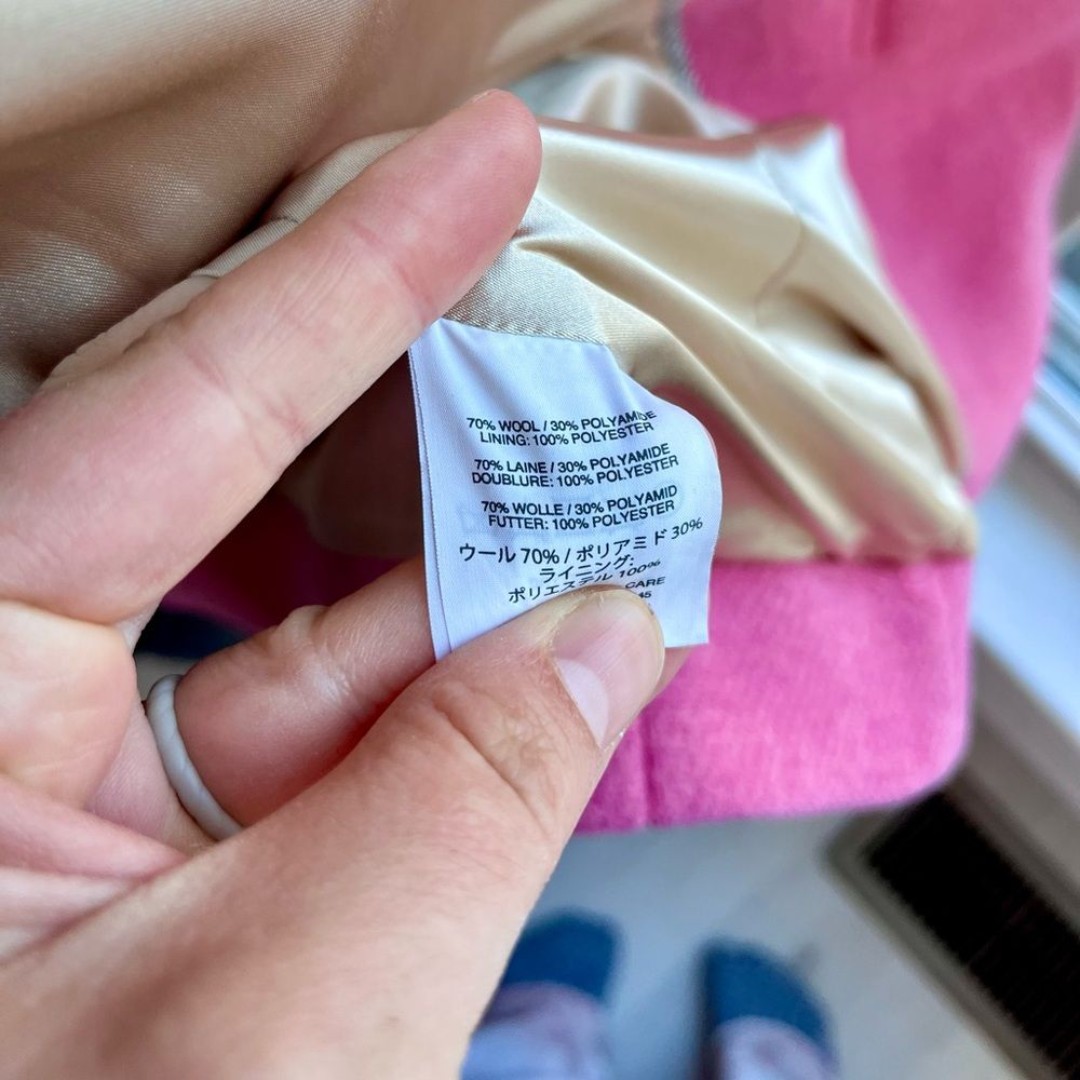 70% WOOL / 30% POLYAMIDE
LINING: 100% POLYESTER
70% LAINE / 30% POLYAMIDE
DOUBLURE: 100% POLYESTER
70% WOLLE / 30% POLYAMID
FUTTER: 100% POLYESTER
ウール 70% / ポリアミド 30%
ライニング:
ポリエステル 100%
CARE